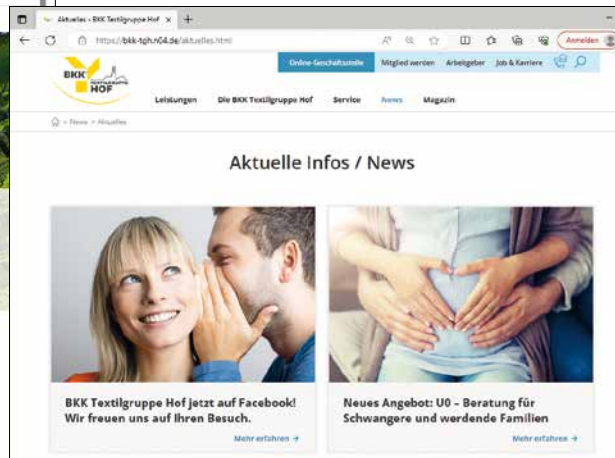 Aktuelles - BKK Textilgruppe Hof
https://bkk-tph.n04.de/aktuelles.html
Anmelden
Online-Geschäftsstelle
Mitglied werden
Arbeitgeber
Job & Karriere
BKK
TEXTILGRUPPE
HOF
Leistungen
Die BKK Textilgruppe Hof
Service
News
Magazin
> News > Aktuelles
Aktuelle Infos / News
BKK Textilgruppe Hof jetzt auf Facebook!
Wir freuen uns auf Ihren Besuch.
Mehr erfahren →
Neues Angebot: U0 – Beratung für
Schwangere und werdende Familien
Mehr erfahren →